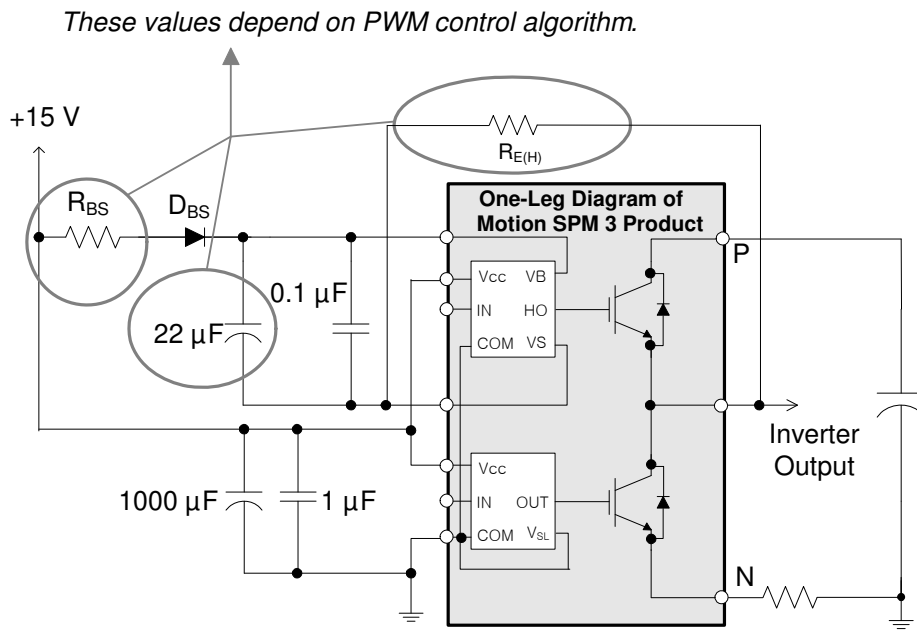 These values depend on PWM control algorithm.
+15 V
R_E(H)
R_BS
D_BS
One-Leg Diagram of
Motion SPM 3 Product
P
Vcc VB
0.1 µF
IN HO
22 µF
COM VS
Inverter
Output
Vcc
1000 µF
1 µF
IN OUT
COM V_SL
N